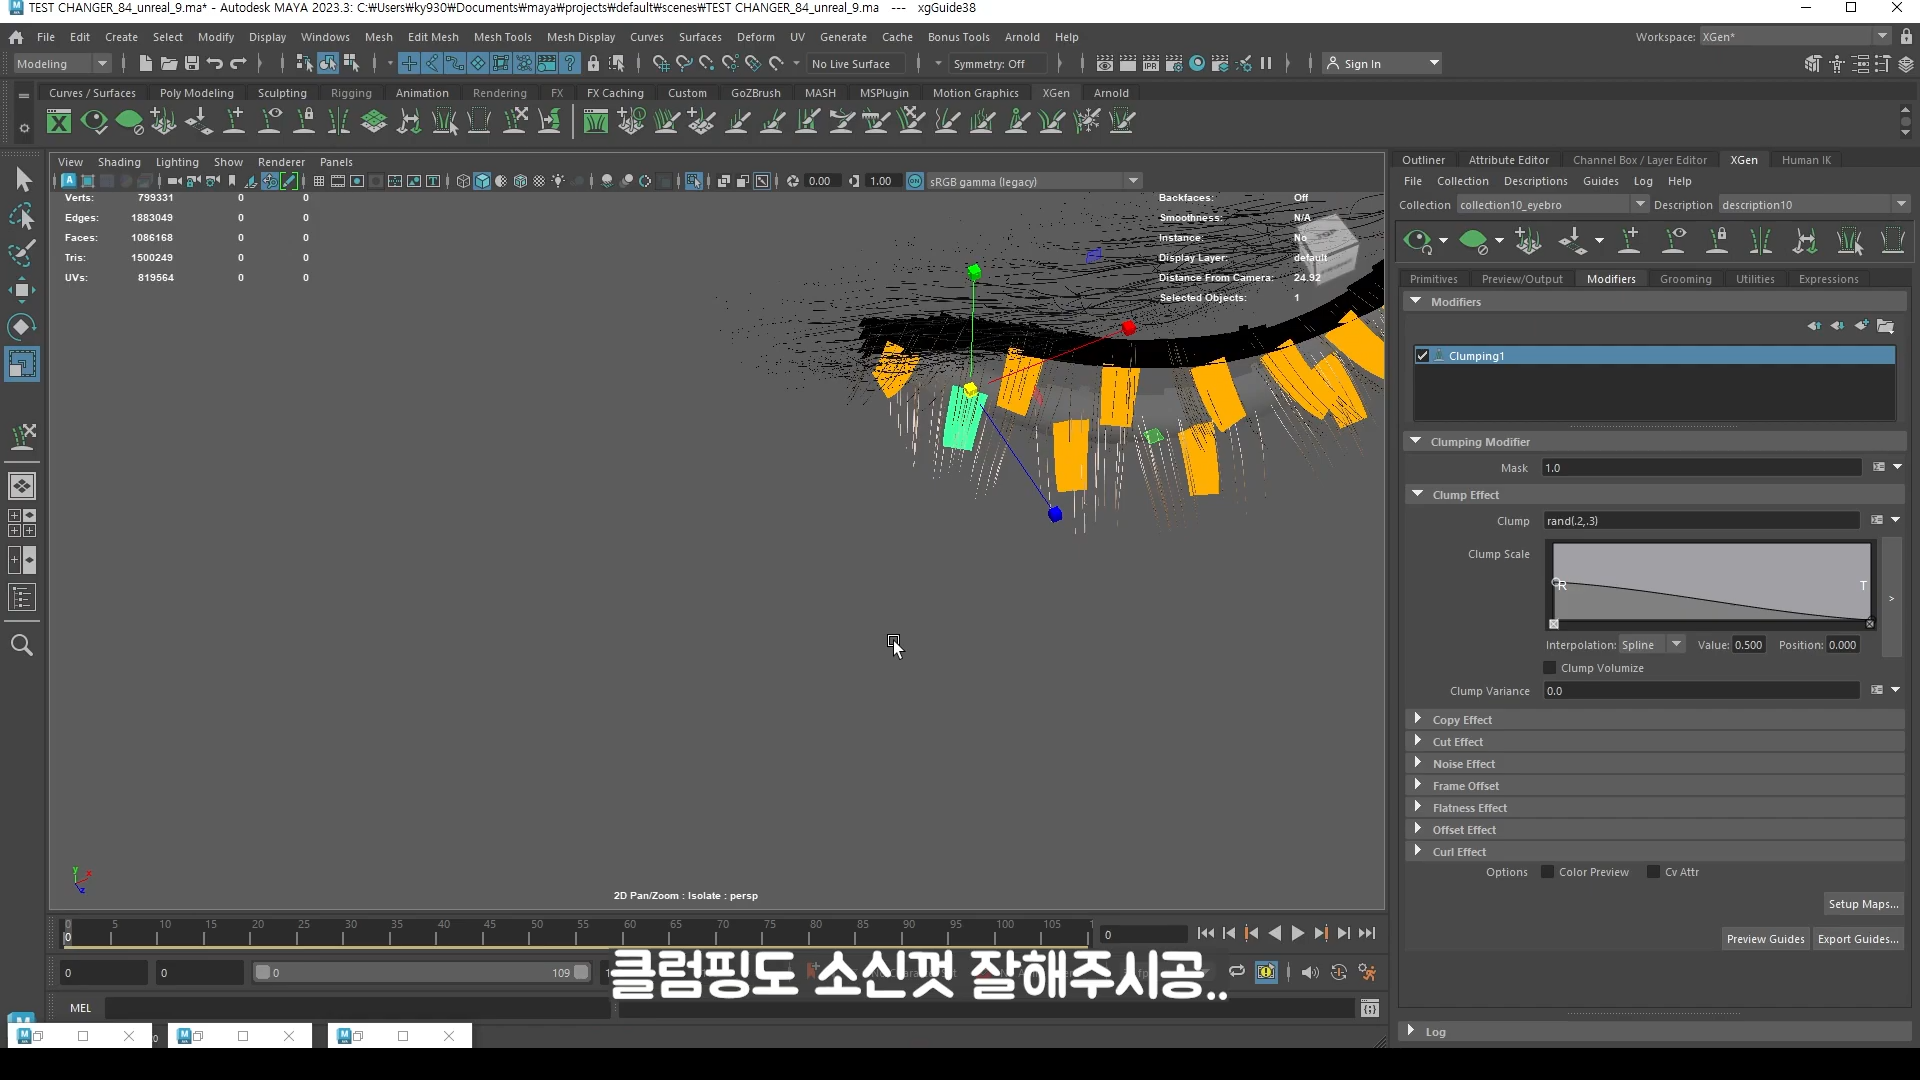 TEST CHANGER_84_unreal_9.ma* - Autodesk MAYA 2023.3: C:₩Users₩ky930₩Documents₩maya₩projects₩default₩scenes₩TEST CHANGER_84_unreal_9.ma --- xgGuide38
File Edit Create Select Modify Display Windows Mesh Edit Mesh Mesh Tools Mesh Display Curves Surfaces Deform UV Generate Cache Bonus Tools Arnold Help Workspace: XGen*
Modeling No Live Surface Symmetry: Off Sign In
Curves / Surfaces Poly Modeling Sculpting Rigging Animation Rendering FX FX Caching Custom GoZBrush MASH MSPlugin Motion Graphics XGen Arnold
View Shading Lighting Show Renderer Panels
0.00 1.00 sRGB gamma (legacy)
Verts: 799331 0 0
Edges: 1883049 0 0
Faces: 1086168 0 0
Tris: 1500249 0 0
UVs: 819564 0 0
Backfaces: Off
Smoothness: N/A
Instance: No
Display Layer: default
Distance From Camera: 24.92
Selected Objects: 1
2D Pan/Zoom : Isolate : persp
Outliner Attribute Editor Channel Box / Layer Editor XGen Human IK
File Collection Descriptions Guides Log Help
Collection collection10_eyebro Description description10
Primitives Preview/Output Modifiers Grooming Utilities Expressions
Modifiers
Clumping1
Clumping Modifier
Mask 1.0
Clump Effect
Clump rand(.2,.3)
Clump Scale
R T
Interpolation: Spline Value: 0.500 Position: 0.000
Clump Volumize
Clump Variance 0.0
Copy Effect
Cut Effect
Noise Effect
Frame Offset
Flatness Effect
Offset Effect
Curl Effect
Options Color Preview Cv Attr
Setup Maps...
Preview Guides Export Guides...
Log
0 5 10 15 20 25 30 35 40 45 50 55 60 65 70 75 80 85 90 95 100 105
0 0
0 0 0 109
클럼핑도 소신껏 잘해주시공..
MEL